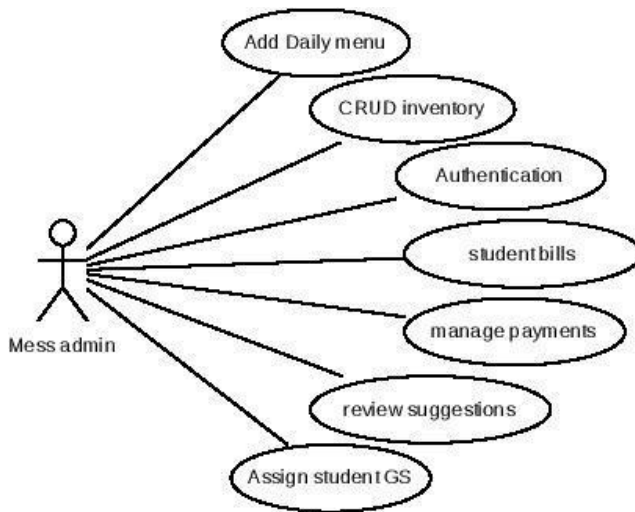 Add Daily menu
CRUD inventory
Authentication
student bills
manage payments
Mess admin
review suggestions
Assign student GS